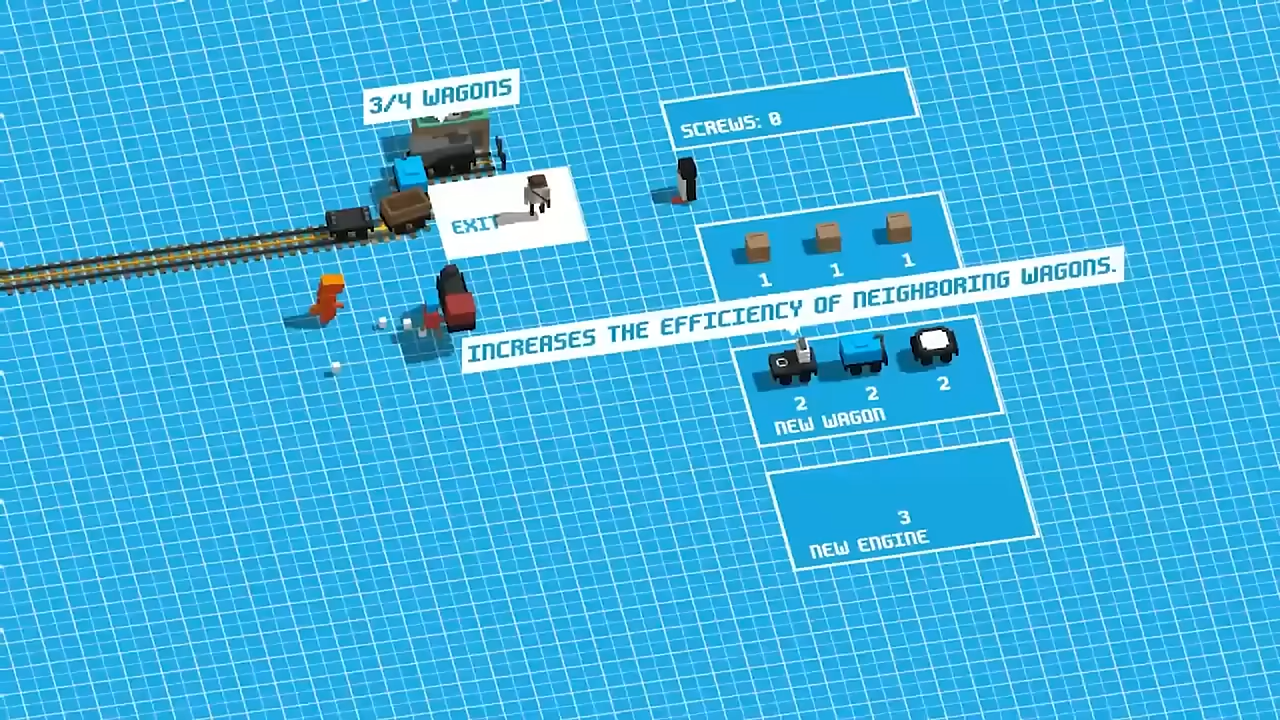 3/4 WAGONS
SCREWS: 0
EXIT
1 1 1
INCREASES THE EFFICIENCY OF NEIGHBORING WAGONS.
2 2 2
NEW WAGON
3
NEW ENGINE